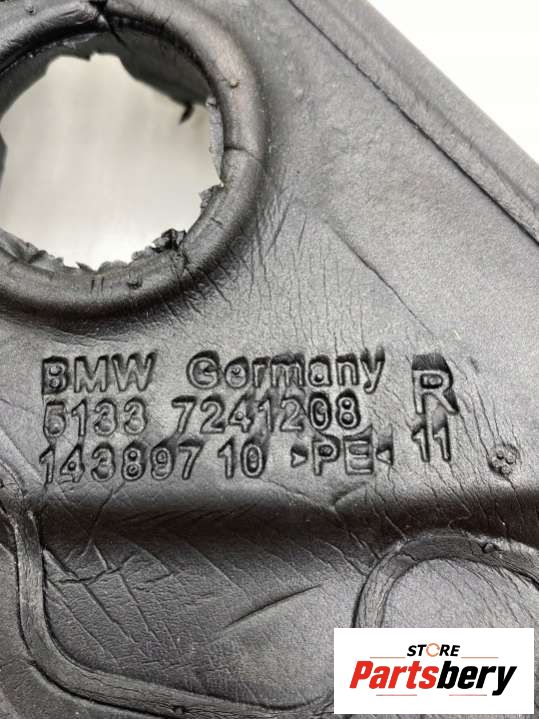 BMW Germany R
5133 7241208
14389710 >PE< 11
STORE
Partsbery